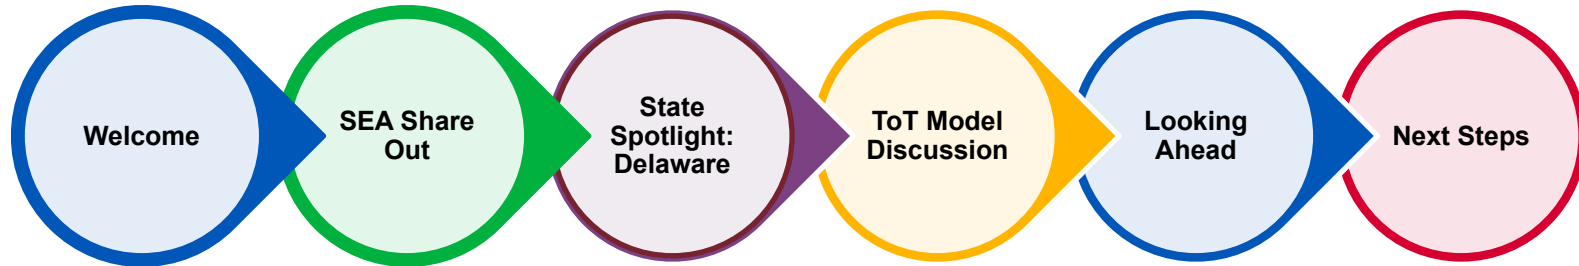 Welcome
SEA Share
Out
State
Spotlight:
Delaware
ToT Model
Discussion
Looking
Ahead
Next Steps